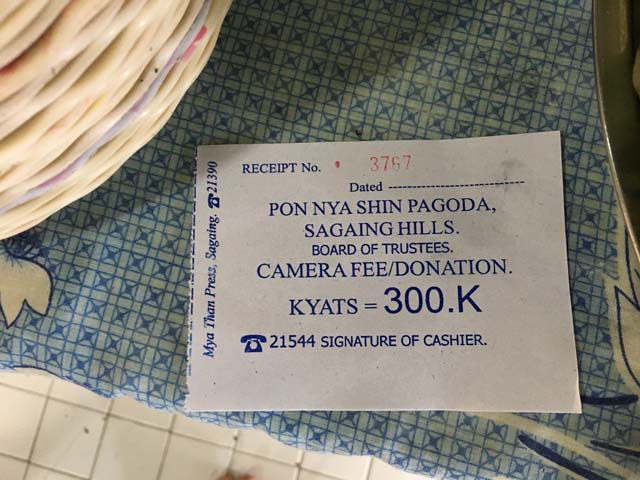 RECEIPT No. 3767
Dated ----------------------------
PON NYA SHIN PAGODA,
SAGAING HILLS.
BOARD OF TRUSTEES.
CAMERA FEE/DONATION.
KYATS = 300.K
☎ 21544 SIGNATURE OF CASHIER.
Mya Than Press, Sagaing, ☎21390